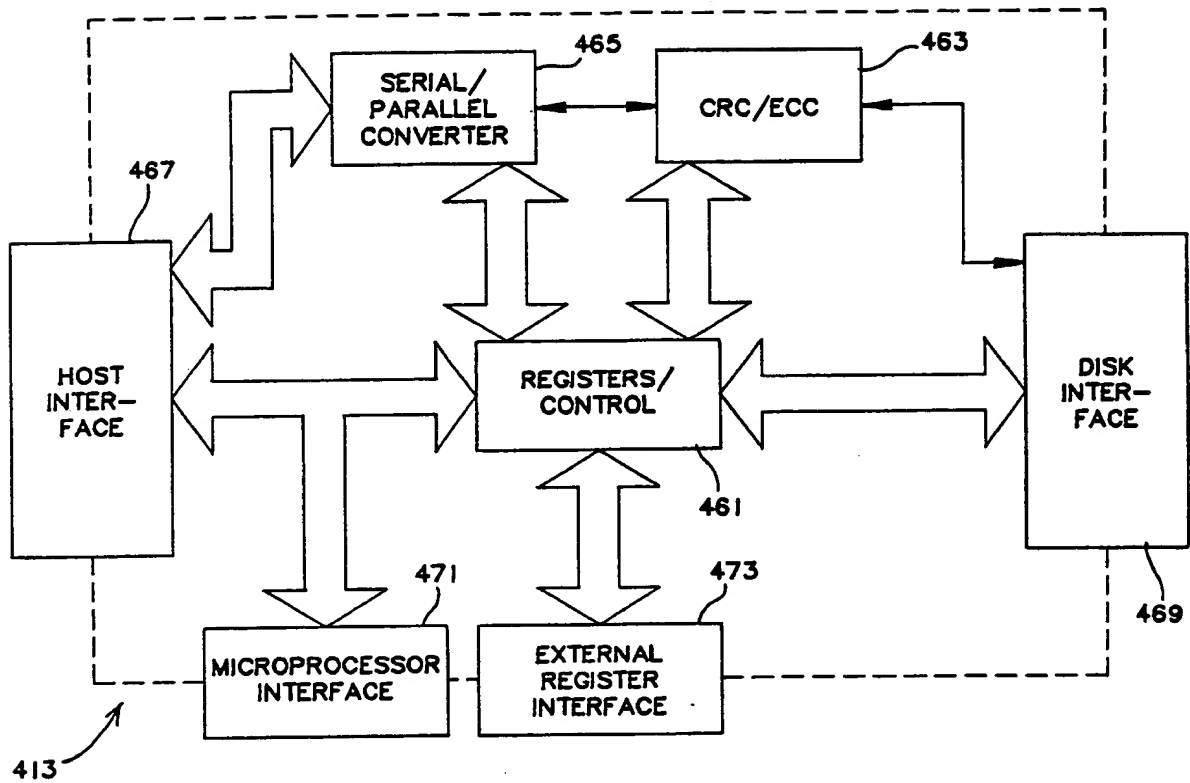 465
463
SERIAL/
PARALLEL
CONVERTER
CRC/ECC
467
HOST
INTER-
FACE
REGISTERS/
CONTROL
DISK
INTER-
FACE
461
471
473
469
MICROPROCESSOR
INTERFACE
EXTERNAL
REGISTER
INTERFACE
413